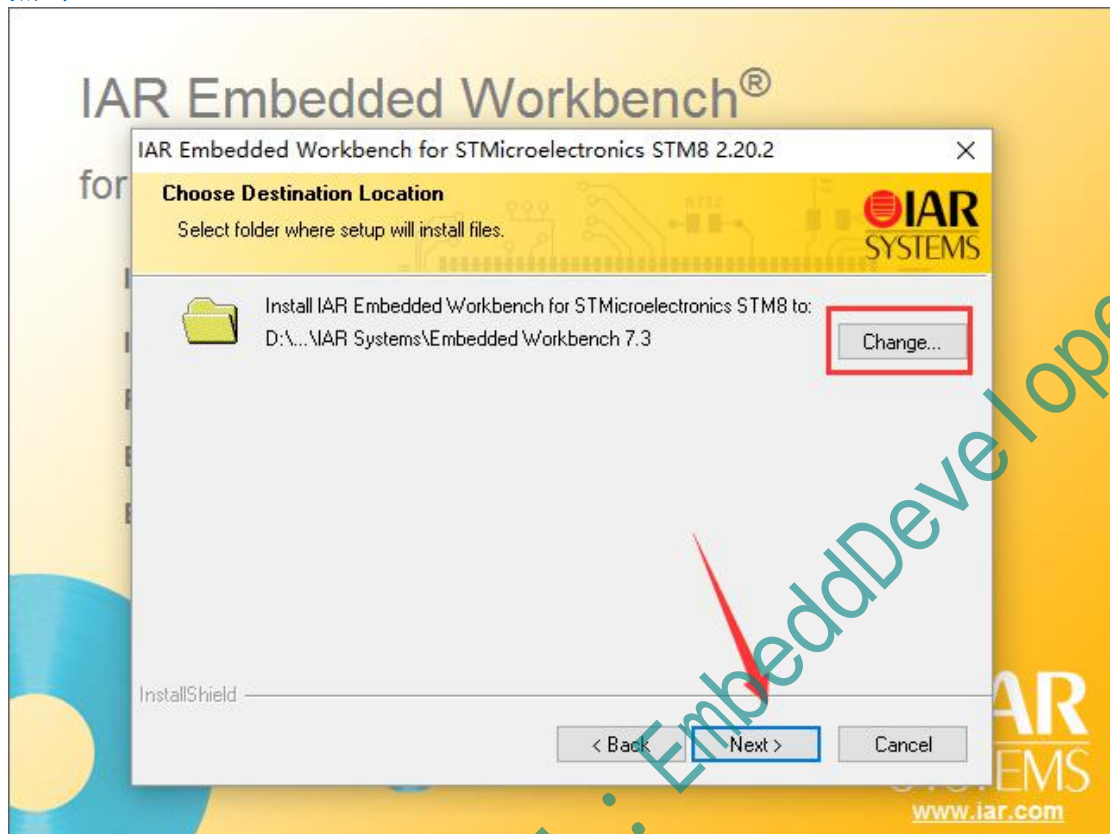 IAR Embedded Workbench®
IAR Embedded Workbench for STMicroelectronics STM8 2.20.2
for
Choose Destination Location
Select folder where setup will install files.
IAR
SYSTEMS
Install IAR Embedded Workbench for STMicroelectronics STM8 to:
D:\...\IAR Systems\Embedded Workbench 7.3
Change...
InstallShield
< Back
Next >
Cancel
AR
EMS
www.iar.com
: EmbeddDevelope